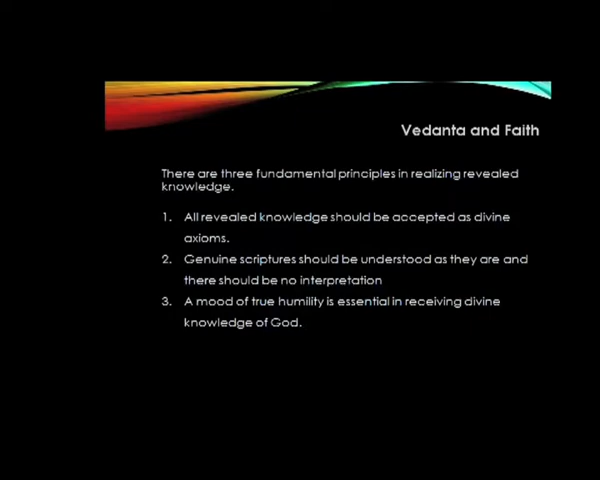 Vedanta and Faith
There are three fundamental principles in realizing revealed
knowledge.
1. All revealed knowledge should be accepted as divine
axioms.
2. Genuine scriptures should be understood as they are and
there should be no interpretation
3. A mood of true humility is essential in receiving divine
knowledge of God.